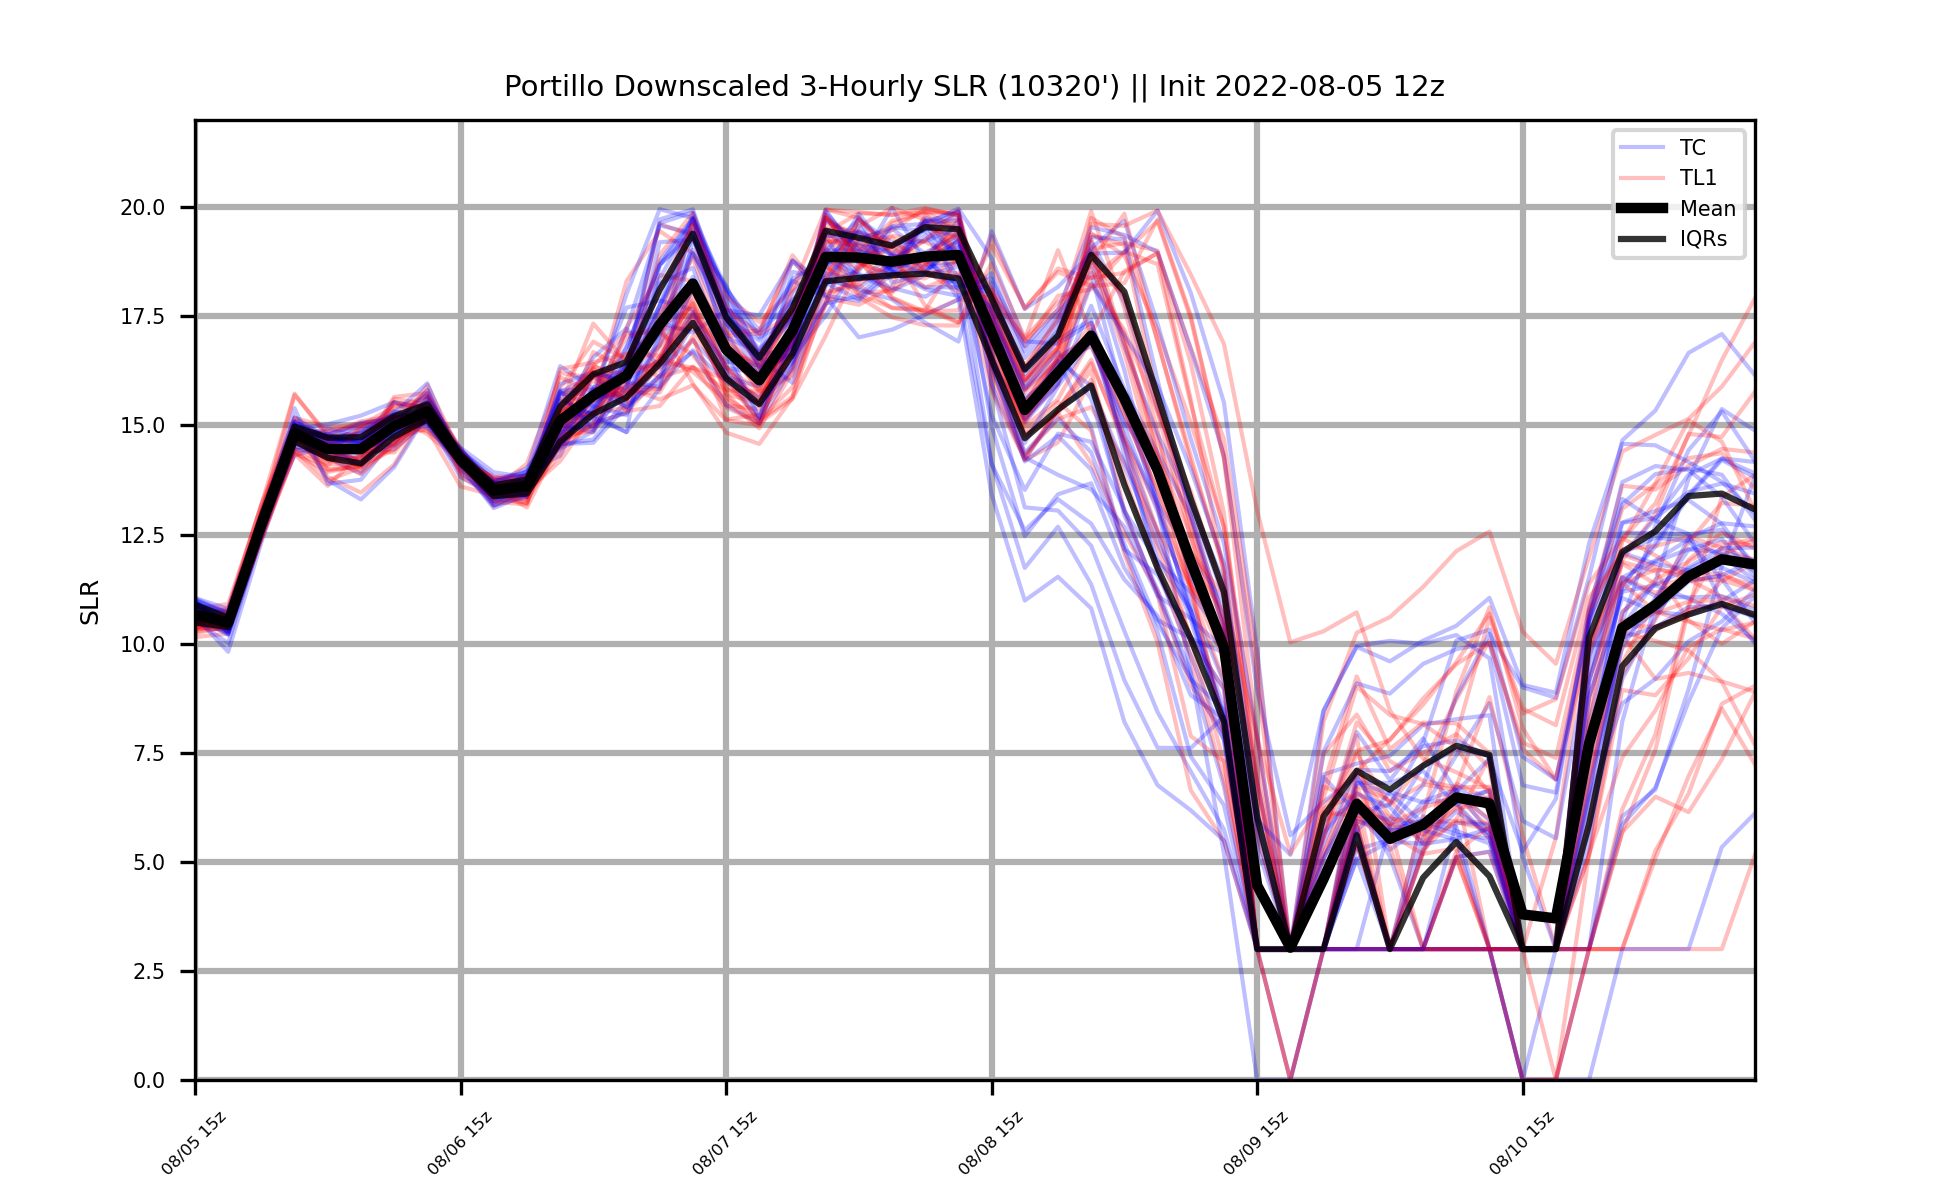 Portillo Downscaled 3-Hourly SLR (10320') || Init 2022-08-05 12z
TC
TL1
Mean
IQRs
SLR
20.0
17.5
15.0
12.5
10.0
7.5
5.0
2.5
0.0
08/05 15z
08/06 15z
08/07 15z
08/08 15z
08/09 15z
08/10 15z